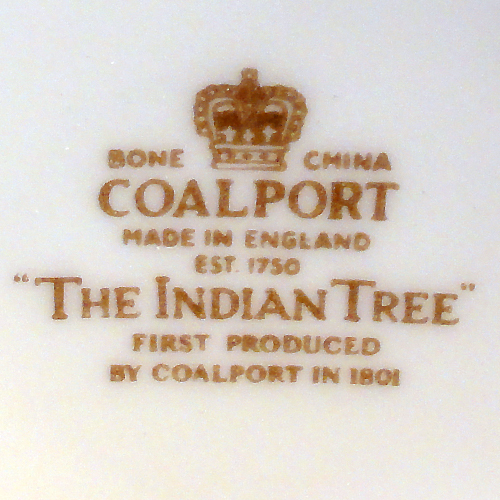 BONE CHINA
COALPORT
MADE IN ENGLAND
EST. 1750
"THE INDIAN TREE"
FIRST PRODUCED
BY COALPORT IN 1801